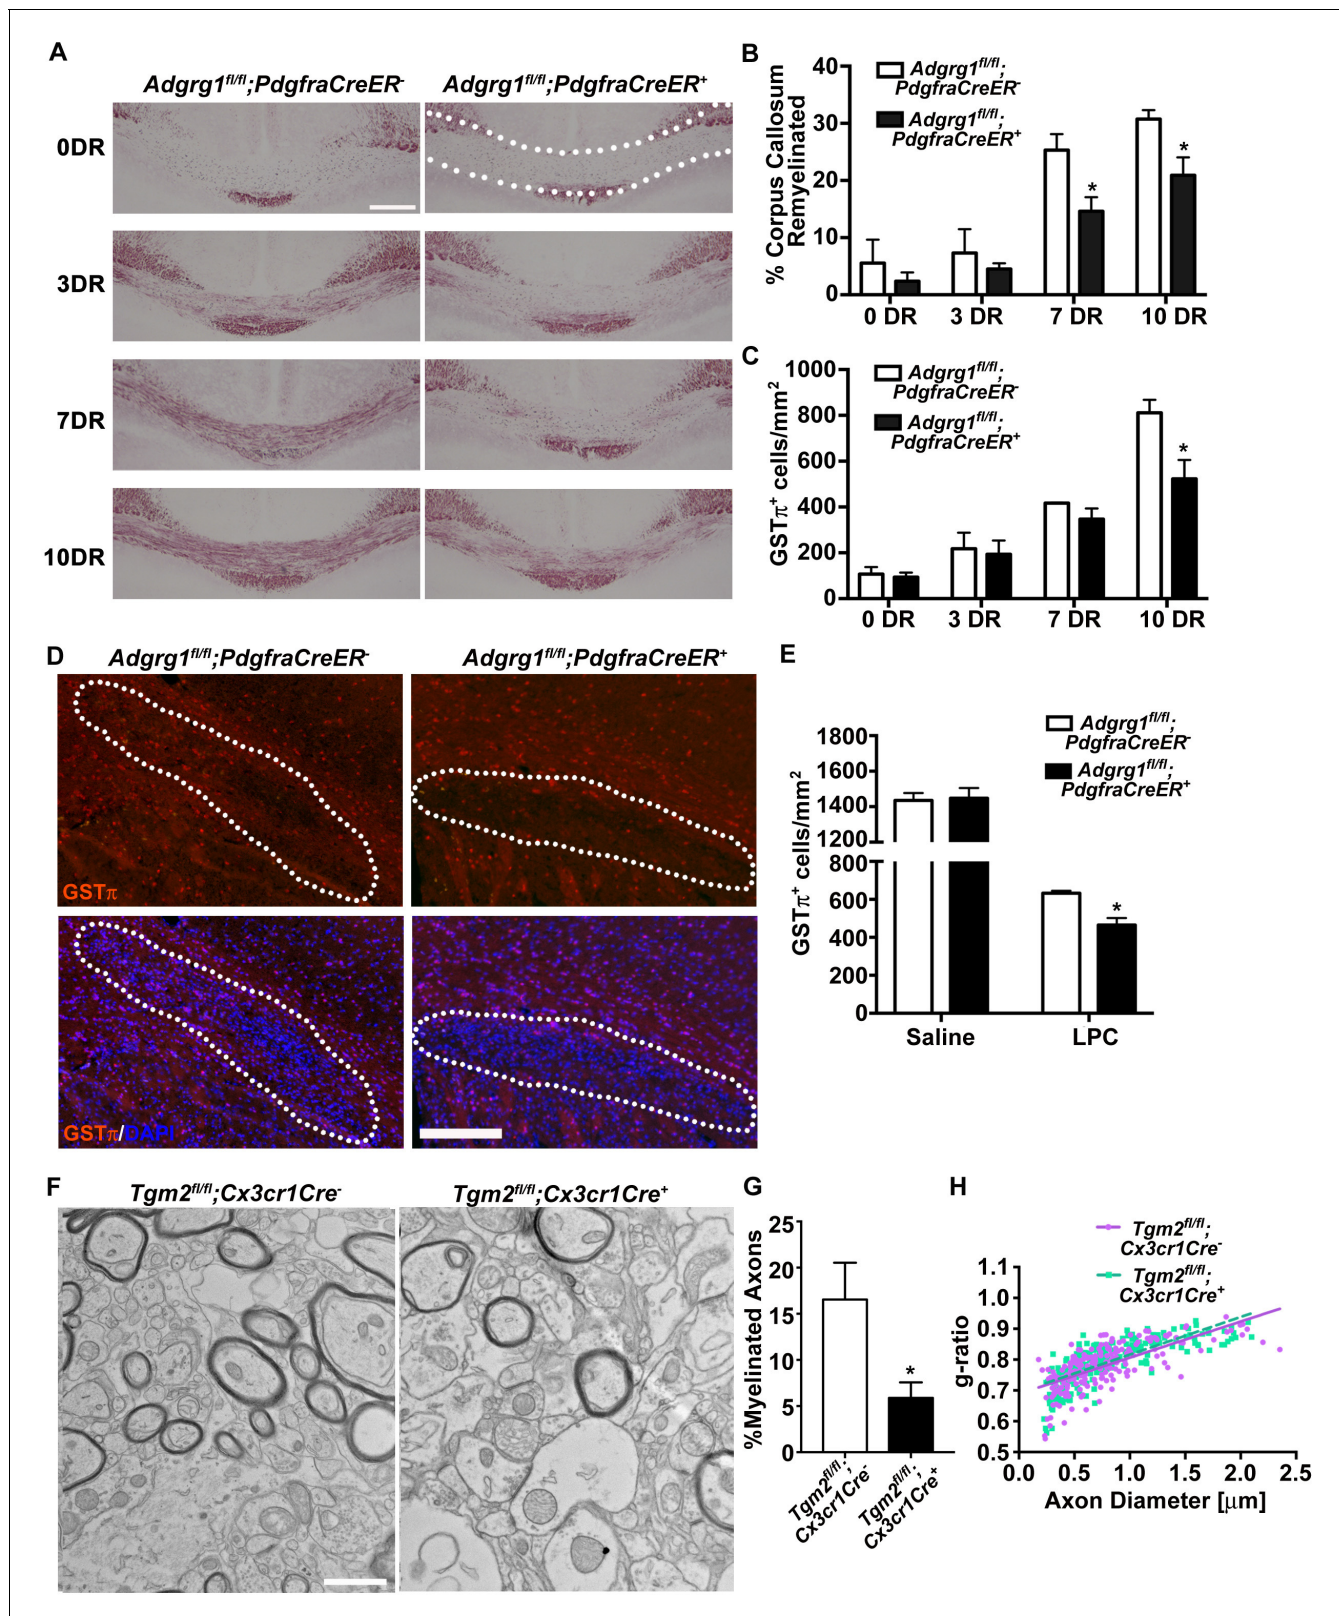 A
Adgrg1fl/fl;PdgfraCreER-
Adgrg1fl/fl;PdgfraCreER+
0DR
3DR
7DR
10DR
B
Adgrg1fl/fl;
PdgfraCreER-
Adgrg1fl/fl;
PdgfraCreER+
% Corpus Callosum
Remyelinated
40
30
20
10
0
*
*
0 DR
3 DR
7 DR
10 DR
C
Adgrg1fl/fl;
PdgfraCreER-
Adgrg1fl/fl;
PdgfraCreER+
GSTπ+ cells/mm2
1000
800
600
400
200
0
*
0 DR
3 DR
7 DR
10 DR
D
Adgrg1fl/fl;PdgfraCreER-
Adgrg1fl/fl;PdgfraCreER+
GSTπ
GSTπ/DAPI
E
Adgrg1fl/fl;
PdgfraCreER-
Adgrg1fl/fl;
PdgfraCreER+
GSTπ+ cells/mm2
1800
1600
1400
1200
800
600
400
200
0
*
Saline
LPC
F
Tgm2fl/fl;Cx3cr1Cre-
Tgm2fl/fl;Cx3cr1Cre+
G
%Myelinated Axons
25
20
15
10
5
0
*
Tgm2fl/fl;
Cx3cr1Cre-
Tgm2fl/fl;
Cx3cr1Cre+
H
Tgm2fl/fl;
Cx3cr1Cre-
Tgm2fl/fl;
Cx3cr1Cre+
g-ratio
1.1
1.0
0.9
0.8
0.7
0.6
0.5
0.0
0.5
1.0
1.5
2.0
2.5
Axon Diameter [μm]